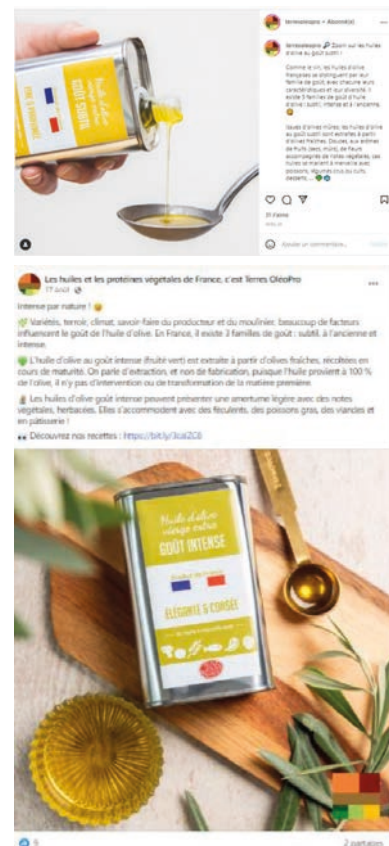 terresoleopro • Abonné(e)
terresoleopro 🔎 Zoom sur les huiles
d'olive au goût subtil !
Comme le vin, les huiles d'olive
françaises se distinguent par leur
famille de goût, avec chacune leurs
caractéristiques et leur diversité. Il
existe 3 familles de goût d'huile
d'olive : subtil, intense et à l'ancienne.
Issues d'olives mûres, les huiles d'olive
au goût subtil sont extraites à partir
d'olives fraîches. Douces, aux arômes
de fruits (secs, mûrs), de fleurs
accompagnés de notes végétales, ces
huiles se marient à merveille avec
poissons, légumes crus ou cuits,
desserts ...
31 J'aime
Ajouter un commentaire...
Huile d'olive
vierge extra
GOÛT SUBTIL
Les huiles et les protéines végétales de France, c'est Terres OléoPro
17 août
Intense par nature !
Variétés, terroir, climat, savoir-faire du producteur et du moulinier, beaucoup de facteurs
influencent le goût de l'huile d'olive. En France, il existe 3 familles de goût : subtil, à l'ancienne et
intense.
L'huile d'olive au goût intense (fruité vert) est extraite à partir d'olives fraîches, récoltées en
cours de maturité. On parle d'extraction, et non de fabrication, puisque l'huile provient à 100 %
de l'olive, il n'y pas d'intervention ou de transformation de la matière première.
Les huiles d'olive goût intense peuvent présenter une amertume légère avec des notes
végétales, herbacées. Elles s'accommodent avec des féculents, des poissons gras, des viandes et
en pâtisserie !
👀 Découvrez nos recettes :
Huile d'olive
vierge extra
GOÛT INTENSE
ÉLÉGANTE & CORSÉE
6
2 partages